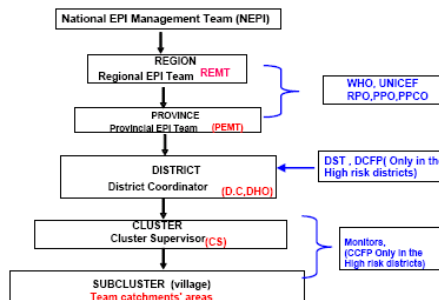 National EPI Management Team (NEPI)
REGION
Regional EPI Team REMT
WHO, UNICEF
RPO,PPO,PPCO
PROVINCE
Provincial EPI Team (PEMT)
DISTRICT
District Coordinator (D.C,DHO)
DST , DCFP( Only in the
High risk districts)
CLUSTER
Cluster Supervisor(CS)
Monitors,
(CCFP Only in the
High risk districts)
SUBCLUSTER (village)
Team catchments' areas